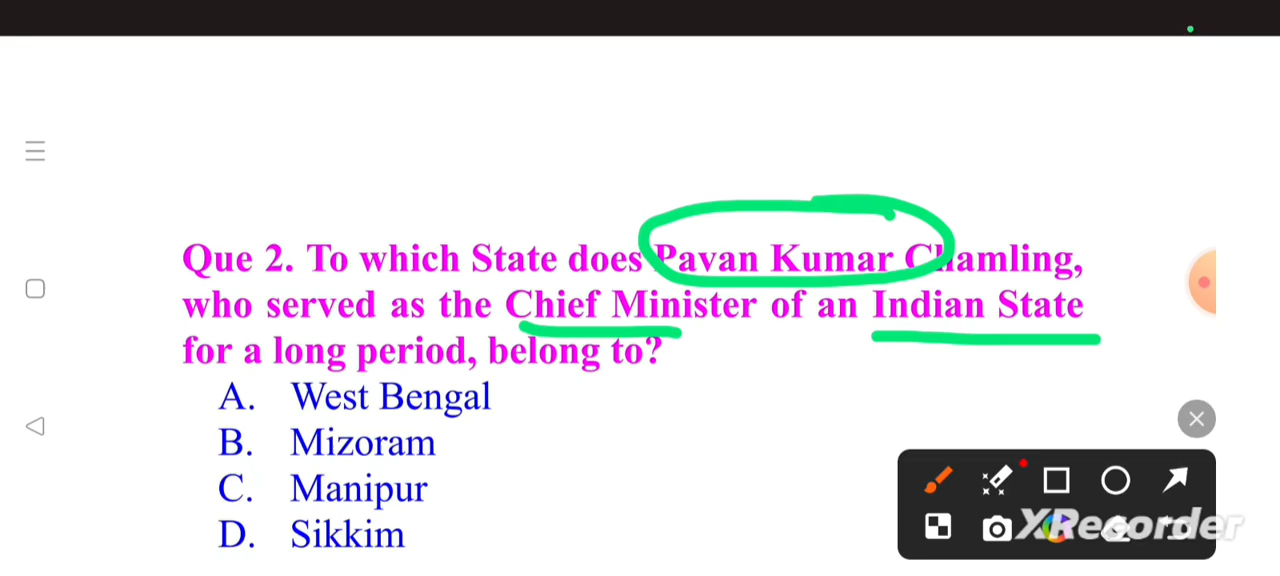 Que 2. To which State does Pavan Kumar Chamling,
who served as the Chief Minister of an Indian State
for a long period, belong to?
A. West Bengal
B. Mizoram
C. Manipur
D. Sikkim
XRecorder